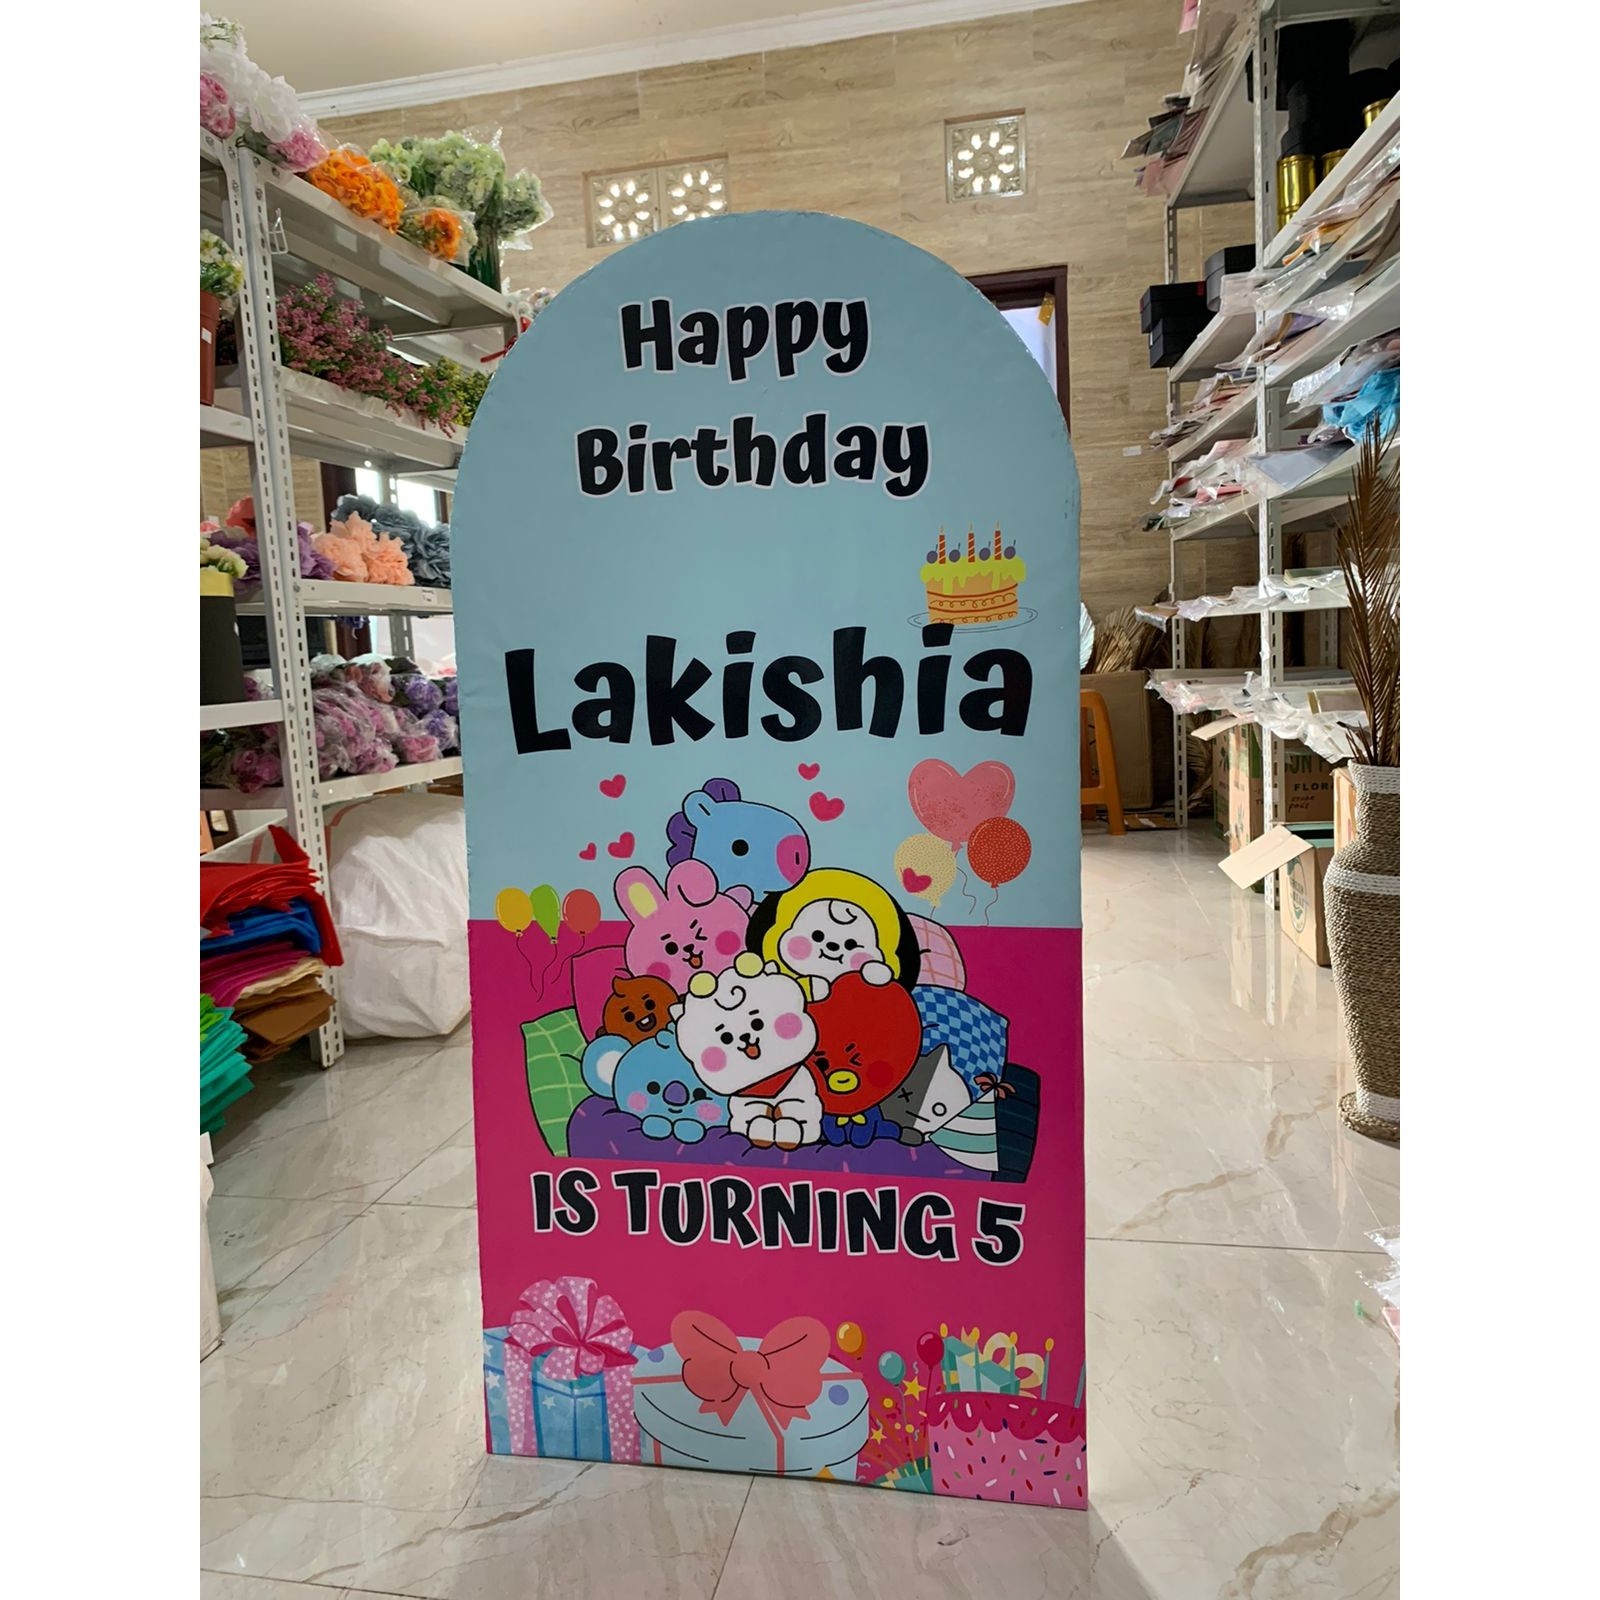 Happy
Birthday
Lakishia
IS TURNING 5